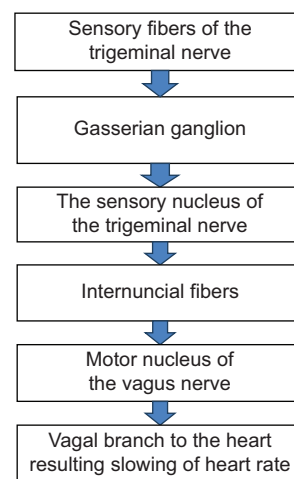 Sensory fibers of the
trigeminal nerve
Gasserian ganglion
The sensory nucleus of
the trigeminal nerve
Internuncial fibers
Motor nucleus of
the vagus nerve
Vagal branch to the heart
resulting slowing of heart rate